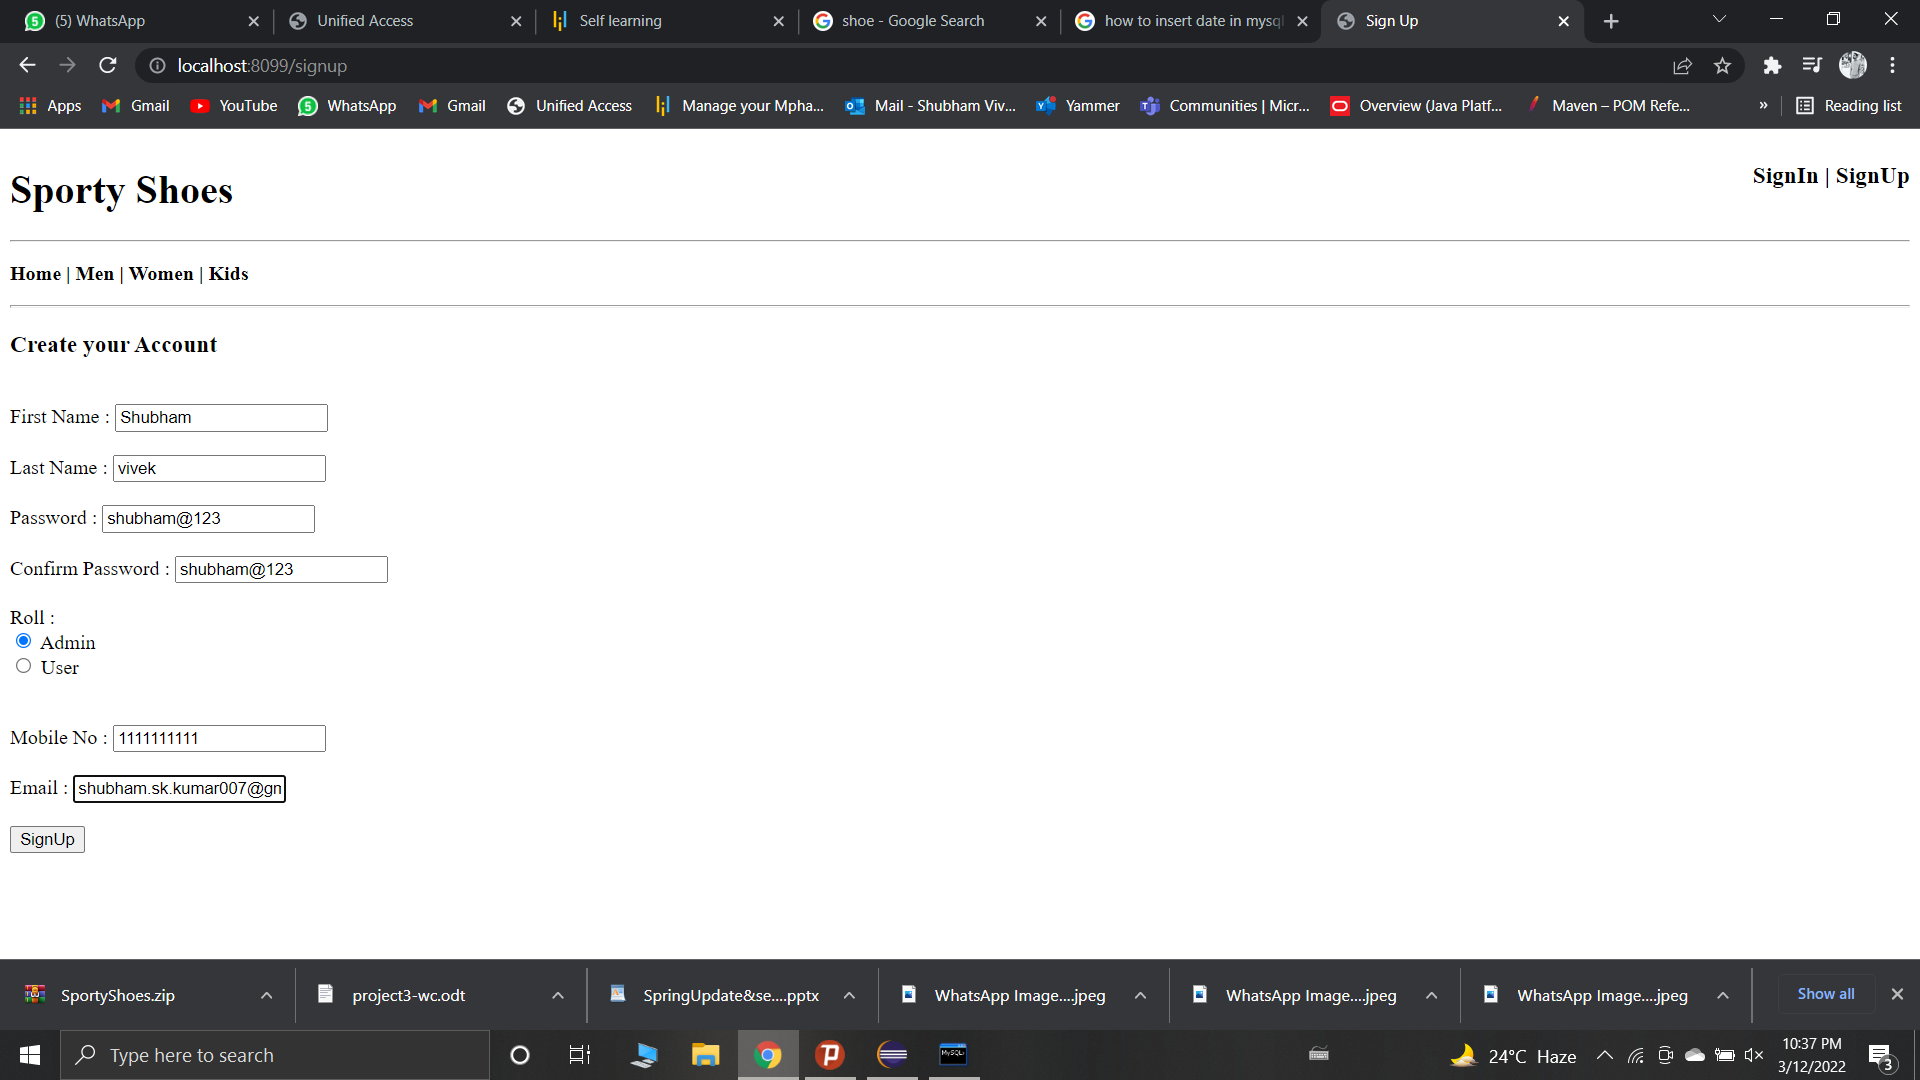 (5) WhatsApp
Unified Access
Self learning
shoe - Google Search
how to insert date in mysql
Sign Up
localhost:8099/signup
Apps
Gmail
YouTube
WhatsApp
Gmail
Unified Access
Manage your Mpha...
Mail - Shubham Viv...
Yammer
Communities | Micr...
Overview (Java Platf...
Maven – POM Refe...
»
Reading list
Sporty Shoes
SignIn | SignUp
Home | Men | Women | Kids
Create your Account
First Name : Shubham
Last Name : vivek
Password : shubham@123
Confirm Password : shubham@123
Roll :
Admin
User
Mobile No : 1111111111
Email : shubham.sk.kumar007@gn
SignUp
SportyShoes.zip
project3-wc.odt
SpringUpdate&se....pptx
WhatsApp Image....jpeg
WhatsApp Image....jpeg
WhatsApp Image....jpeg
Show all
Type here to search
24°C Haze
10:37 PM
3/12/2022
3